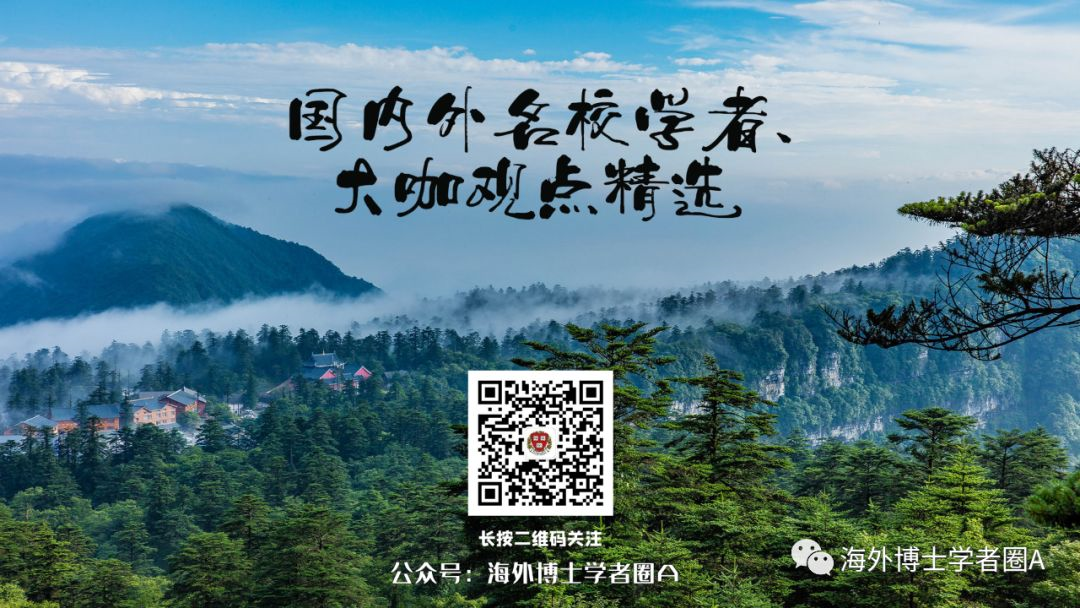 国内外名校学者、
大咖观点精选
长按二维码关注
公众号：海外博士学者圈A
海外博士学者圈A